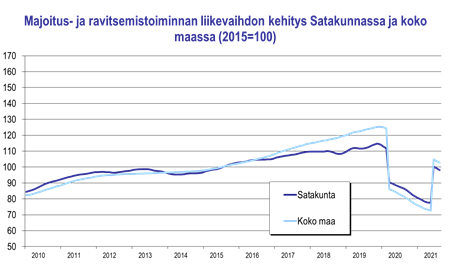 Majoitus- ja ravitsemistoiminnan liikevaihdon kehitys Satakunnassa ja koko
maassa (2015=100)
170
160
150
140
130
120
110
100
90
80
70
60
50
Satakunta
Koko maa
2010 2011 2012 2013 2014 2015 2016 2017 2018 2019 2020 2021